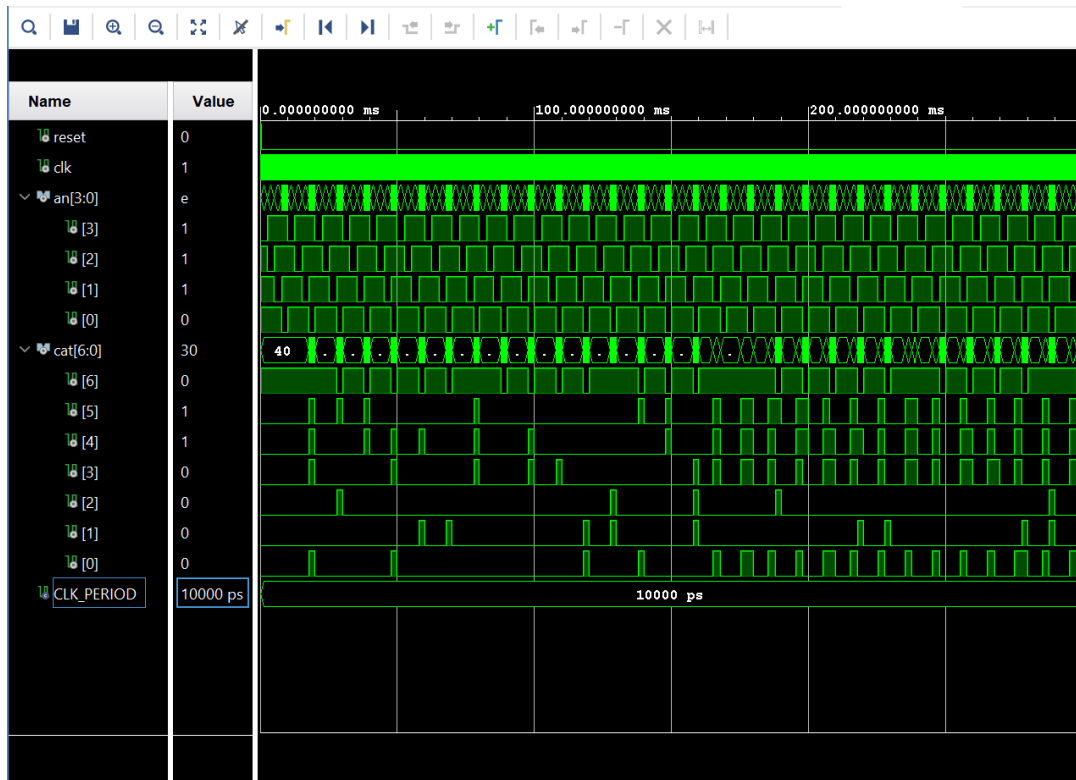 Name Value
0.000000000 ms 100.000000000 ms 200.000000000 ms
reset 0
clk 1
an[3:0] e
[3] 1
[2] 1
[1] 1
[0] 0
cat[6:0] 30 40
[6] 0
[5] 1
[4] 1
[3] 0
[2] 0
[1] 0
[0] 0
CLK_PERIOD 10000 ps 10000 ps